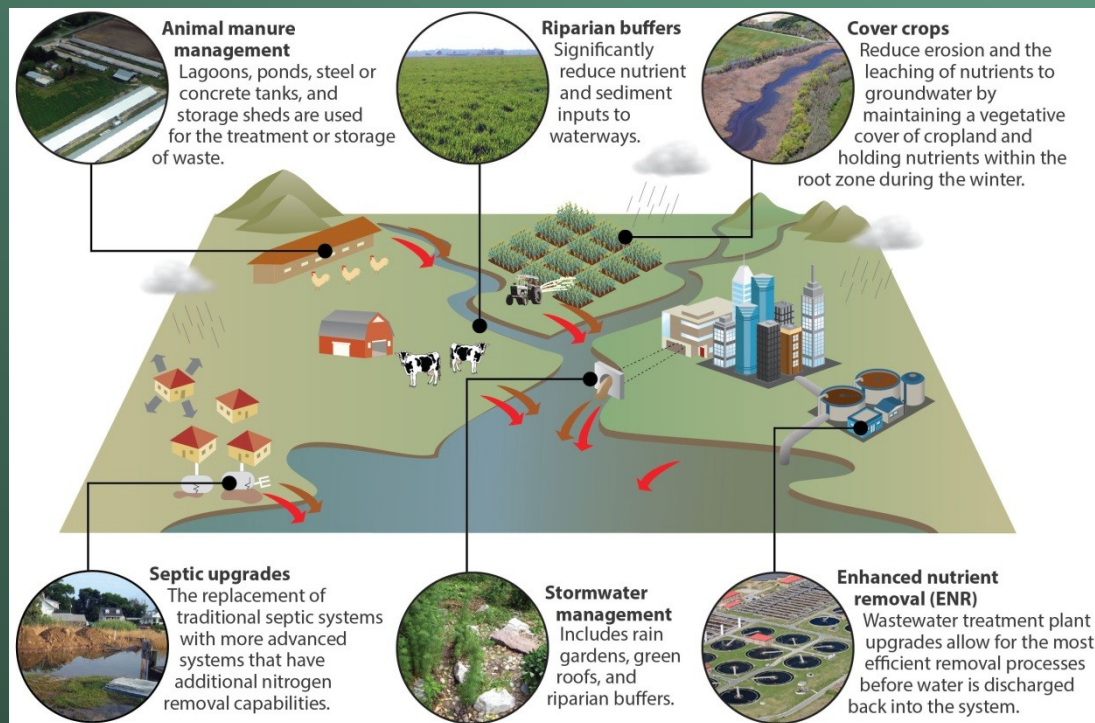 Animal manure
management
Lagoons, ponds, steel or
concrete tanks, and
storage sheds are used
for the treatment or storage
of waste.
Riparian buffers
Significantly
reduce nutrient
and sediment
inputs to
waterways.
Cover crops
Reduce erosion and the
leaching of nutrients to
groundwater by
maintaining a vegetative
cover of cropland and
holding nutrients within the
root zone during the winter.
Septic upgrades
The replacement of
traditional septic systems
with more advanced
systems that have
additional nitrogen
removal capabilities.
Stormwater
management
Includes rain
gardens, green
roofs, and
riparian buffers.
Enhanced nutrient
removal (ENR)
Wastewater treatment plant
upgrades allow for the most
efficient removal processes
before water is discharged
back into the system.